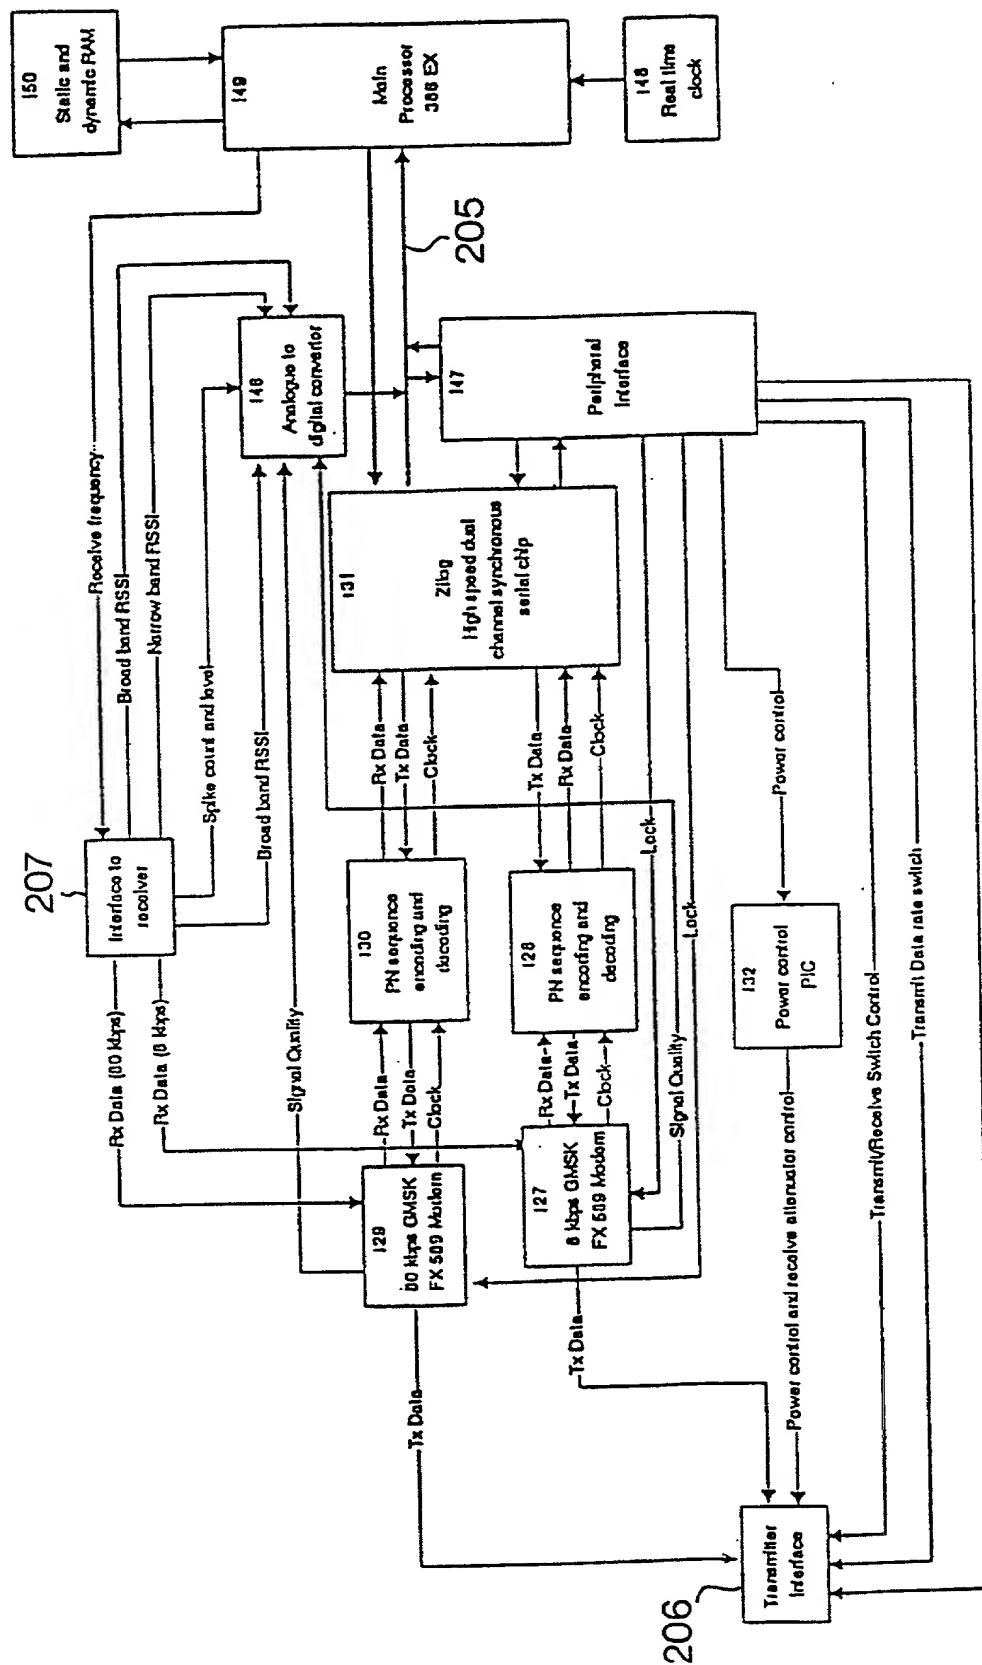 150
Static and
dynamic RAM
149
Main
Processor
386 EX
148
Real time
clock
205
207
Interface to
receiver
Receive frequency
Broad band RSSI
Narrow band RSSI
Spike count and level
Broad band RSSI
Signal Quality
Rx Data (80 kbps)
Rx Data (8 kbps)
146
Analogue to
digital convertor
147
Peripheral
Interface
131
Zilog
High speed dual
channel synchronous
serial chip
Rx Data
Tx Data
Clock
Tx Data
Rx Data
Clock
130
PN sequence
encoding and
decoding
128
PN sequence
encoding and
decoding
Rx Data
Tx Data
Clock
Rx Data
Tx Data
Clock
129
80 kbps GMSK
FX 589 Modem
127
8 kbps GMSK
FX 589 Modem
Lock
Signal Quality
Lock
Power control
132
Power control
PIC
Tx Data
Tx Data
Power control and receive attenuator control
Transmit/Receive Switch Control
Transmit Data rate switch
206
Transmitter
Interface